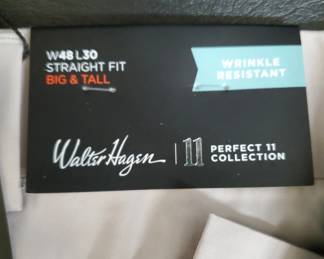 W48 L30
STRAIGHT FIT
BIG & TALL
WRINKLE
RESISTANT
Walter Hagen | 11 PERFECT 11
COLLECTION